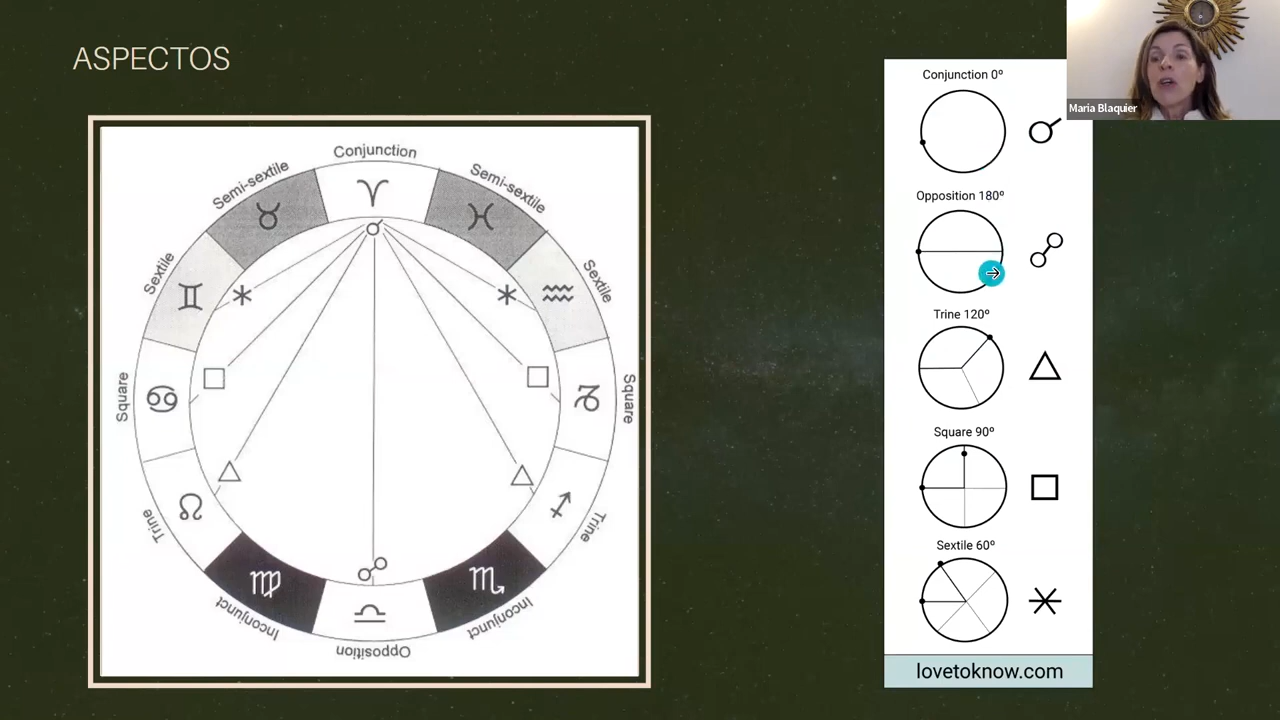 ASPECTOS
Conjunction
Semi-sextile
Semi-sextile
Sextile
Sextile
Square
Square
Trine
Trine
Inconjunct
Inconjunct
Opposition
Conjunction 0º
Opposition 180º
Trine 120º
Square 90º
Sextile 60º
lovetoknow.com
Maria Blaquier